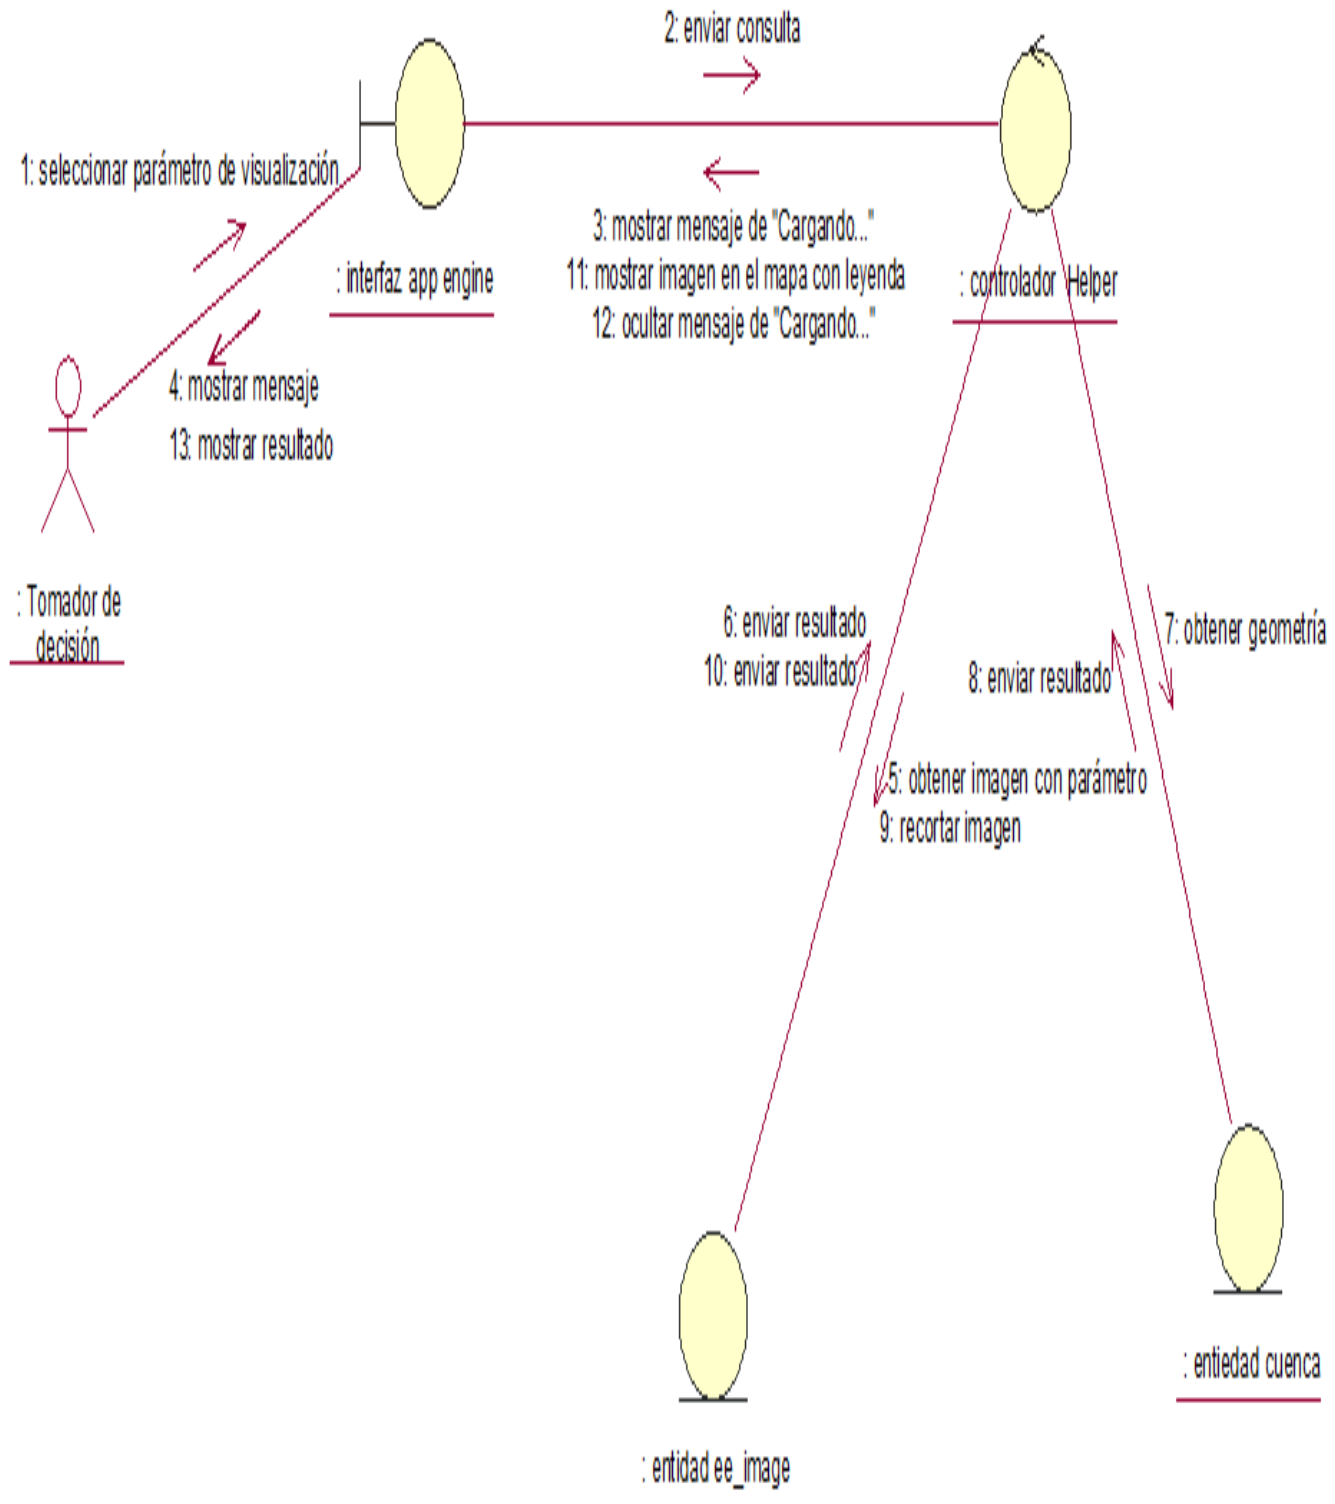 2: enviar consulta
1: seleccionar parámetro de visualización
3: mostrar mensaje de "Cargando..."
11: mostrar imagen en el mapa con leyenda
12: ocultar mensaje de "Cargando..."
: interfaz app engine
: controlador Helper
4: mostrar mensaje
13: mostrar resultado
: Tomador de
decisión
6: enviar resultado
10: enviar resultado
7: obtener geometría
8: enviar resultado
5: obtener imagen con parámetro
9: recortar imagen
: entiedad cuenca
: entidad ee_image